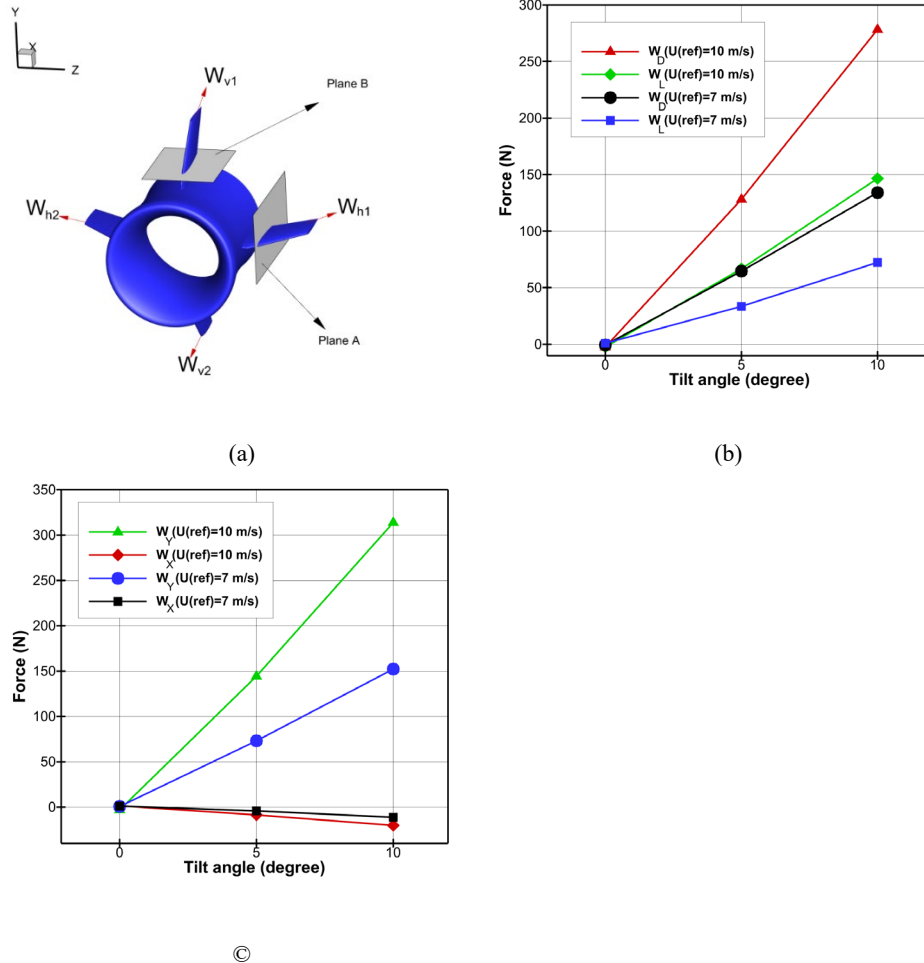 Y
X
Z
Wv1
Plane B
Wh2
Wh1
Plane A
Wv2
(a)
300
250
200
150
100
50
0
Force (N)
WD(U(ref)=10 m/s)
WL(U(ref)=10 m/s)
WD(U(ref)=7 m/s)
WL(U(ref)=7 m/s)
0 5 10
Tilt angle (degree)
(b)
350
300
250
200
150
100
50
0
Force (N)
WY(U(ref)=10 m/s)
WX(U(ref)=10 m/s)
WY(U(ref)=7 m/s)
WX(U(ref)=7 m/s)
0 5 10
Tilt angle (degree)
©